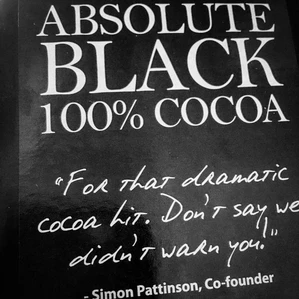 ABSOLUTE
BLACK
100% COCOA
"For that dramatic
cocoa hit. Don't say we
didn't warn you!"
- Simon Pattinson, Co-founder